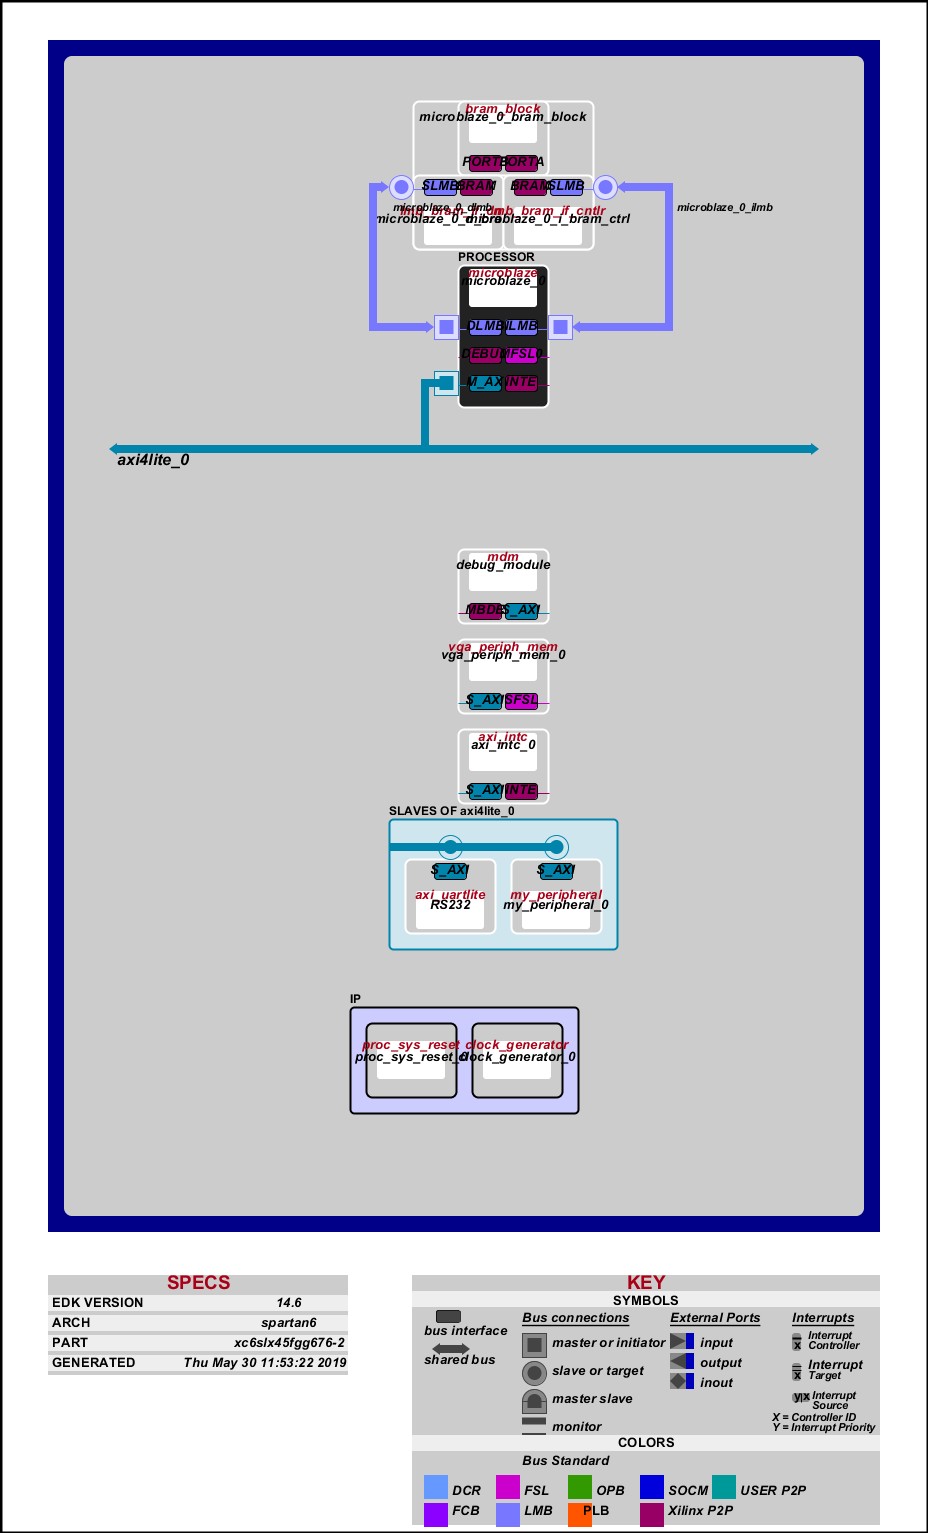 bram_block
microblaze_0_bram_block
PORTB PORTA
SLMB BRAM BRAM SLMB
microblaze_0_dlmb
microblaze_0_ilmb
lmb_bram_if_cntlr
microblaze_0_i_bram_ctrl
PROCESSOR
microblaze
microblaze_0
DLMB ILMB
DEBU MFSL0
M_AXI INTE
axi4lite_0
mdm
debug_module
MBDE S_AXI
vga_periph_mem
vga_periph_mem_0
S_AXI SFSL
axi_intc
axi_intc_0
S_AXI INTE
SLAVES OF axi4lite_0
S_AXI S_AXI
axi_uartlite my_peripheral
RS232 my_peripheral_0
IP
proc_sys_reset clock_generator
proc_sys_reset_0 clock_generator_0
SPECS
EDK VERSION 14.6
ARCH spartan6
PART xc6slx45fgg676-2
GENERATED Thu May 30 11:53:22 2019
KEY
SYMBOLS
bus interface
shared bus
Bus connections
master or initiator
slave or target
master slave
monitor
External Ports
input
output
inout
Interrupts
Interrupt
Controller
Interrupt
Target
Interrupt
Source
X = Controller ID
Y = Interrupt Priority
COLORS
Bus Standard
DCR FSL OPB SOCM USER P2P
FCB LMB PLB Xilinx P2P